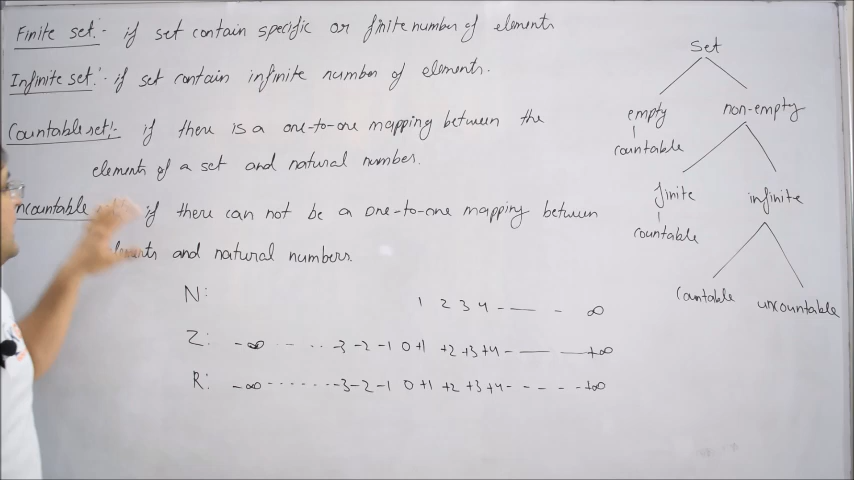 Finite set:- if set contain specific or finite number of elements
Infinite set:- if set contain infinite number of elements.
Countable set:- if there is a one-to-one mapping between the
elements of a set and natural number.
if there can not be a one-to-one mapping between
and natural numbers.
N: 1 2 3 4 - — - ∞
Z: -∞ - - . . -3 -2 -1 0 +1 +2 +3 +4 - — — +∞
R: -∞ . . . . . . . -3 -2 -1 0 +1 +2 +3 +4 - - - - - +∞
Set
empty non-empty
countable
finite infinite
countable
Countable uncountable